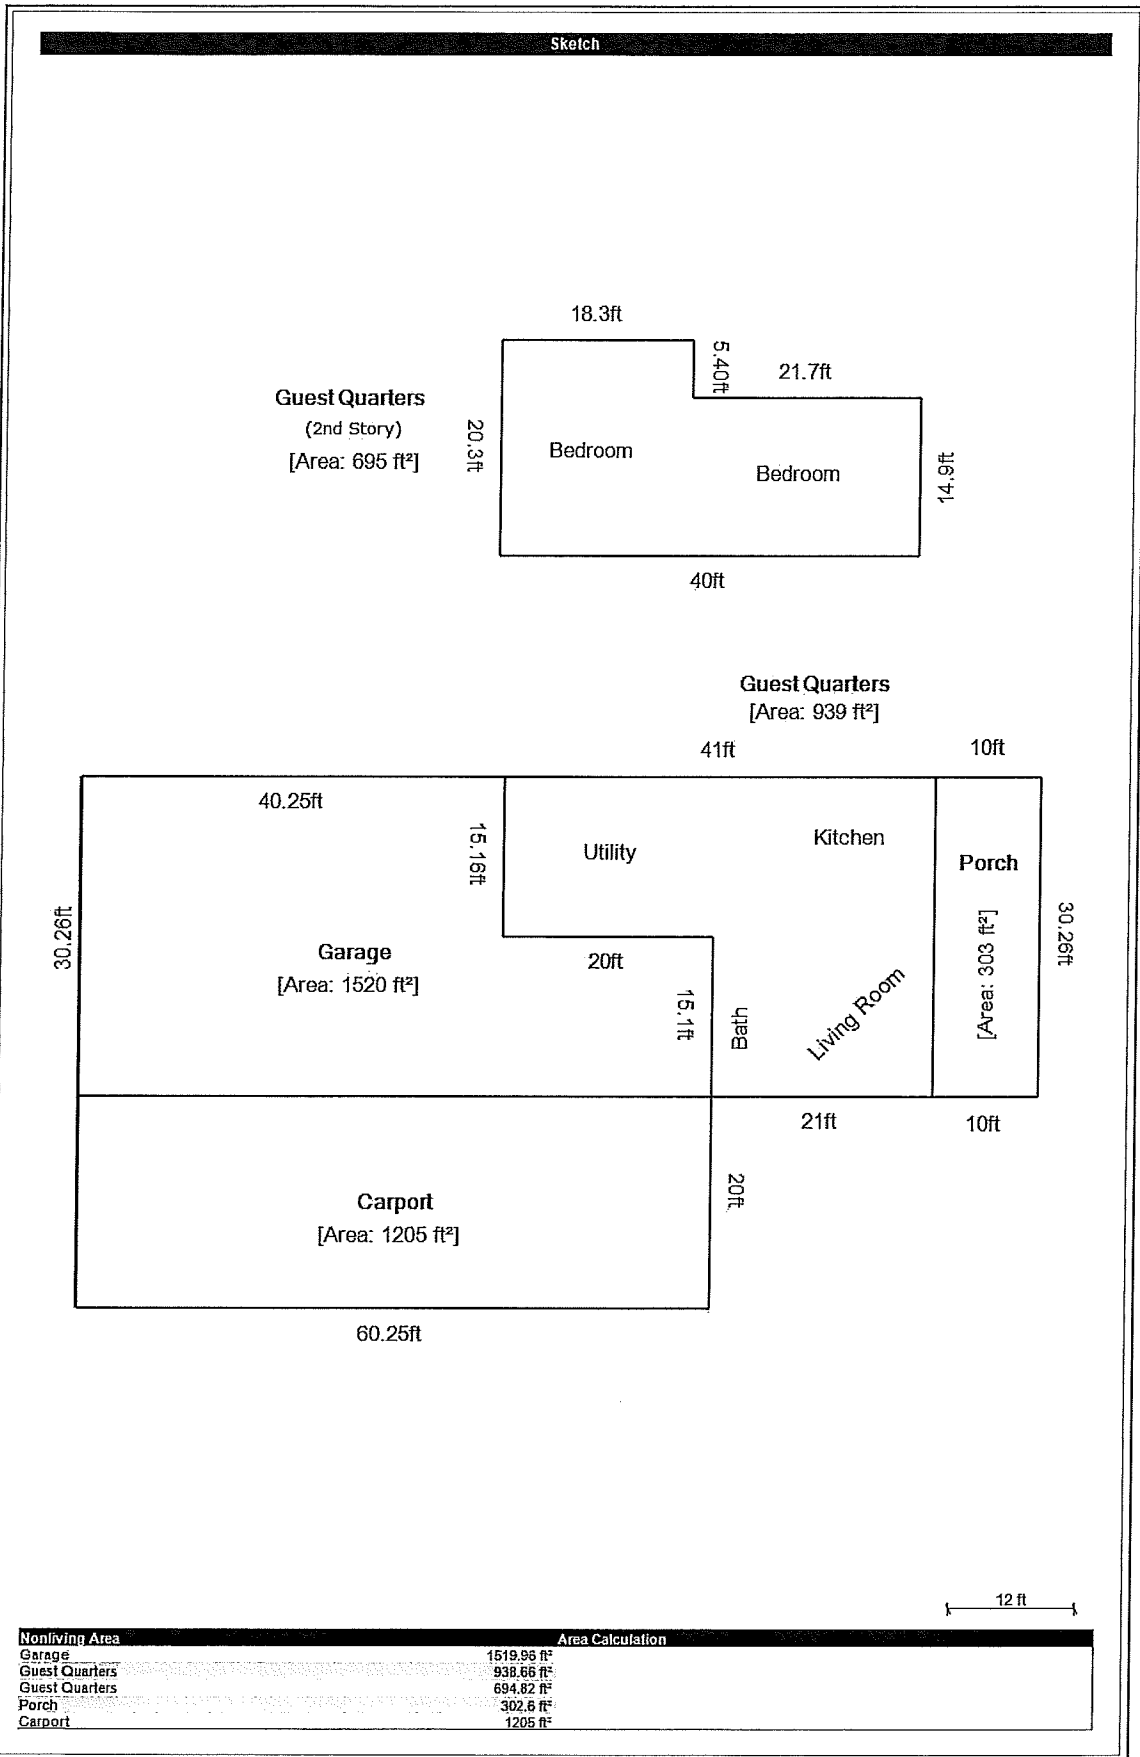 Sketch
18.3ft
5.40ft
21.7ft
Guest Quarters
(2nd Story)
[Area: 695 ft²]
20.3ft
Bedroom
Bedroom
14.9ft
40ft
Guest Quarters
[Area: 939 ft²]
41ft
10ft
40.25ft
15.16ft
Utility
Kitchen
Porch
[Area: 303 ft²]
30.26ft
30.26ft
Garage
[Area: 1520 ft²]
20ft
15.1ft
Bath
Living Room
21ft
10ft
Carport
[Area: 1205 ft²]
20ft
60.25ft
12 ft
Nonliving Area Area Calculation
Garage 1519.96 ft²
Guest Quarters 938.66 ft²
Guest Quarters 694.82 ft²
Porch 302.6 ft²
Carport 1205 ft²